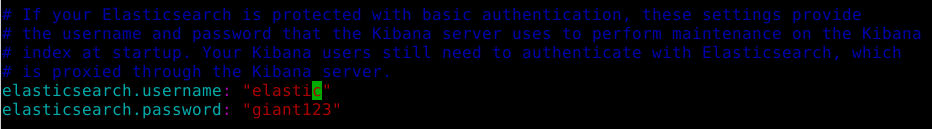 # If your Elasticsearch is protected with basic authentication, these settings provide
# the username and password that the Kibana server uses to perform maintenance on the Kibana
# index at startup. Your Kibana users still need to authenticate with Elasticsearch, which
# is proxied through the Kibana server.
elasticsearch.username: "elastic"
elasticsearch.password: "giant123"